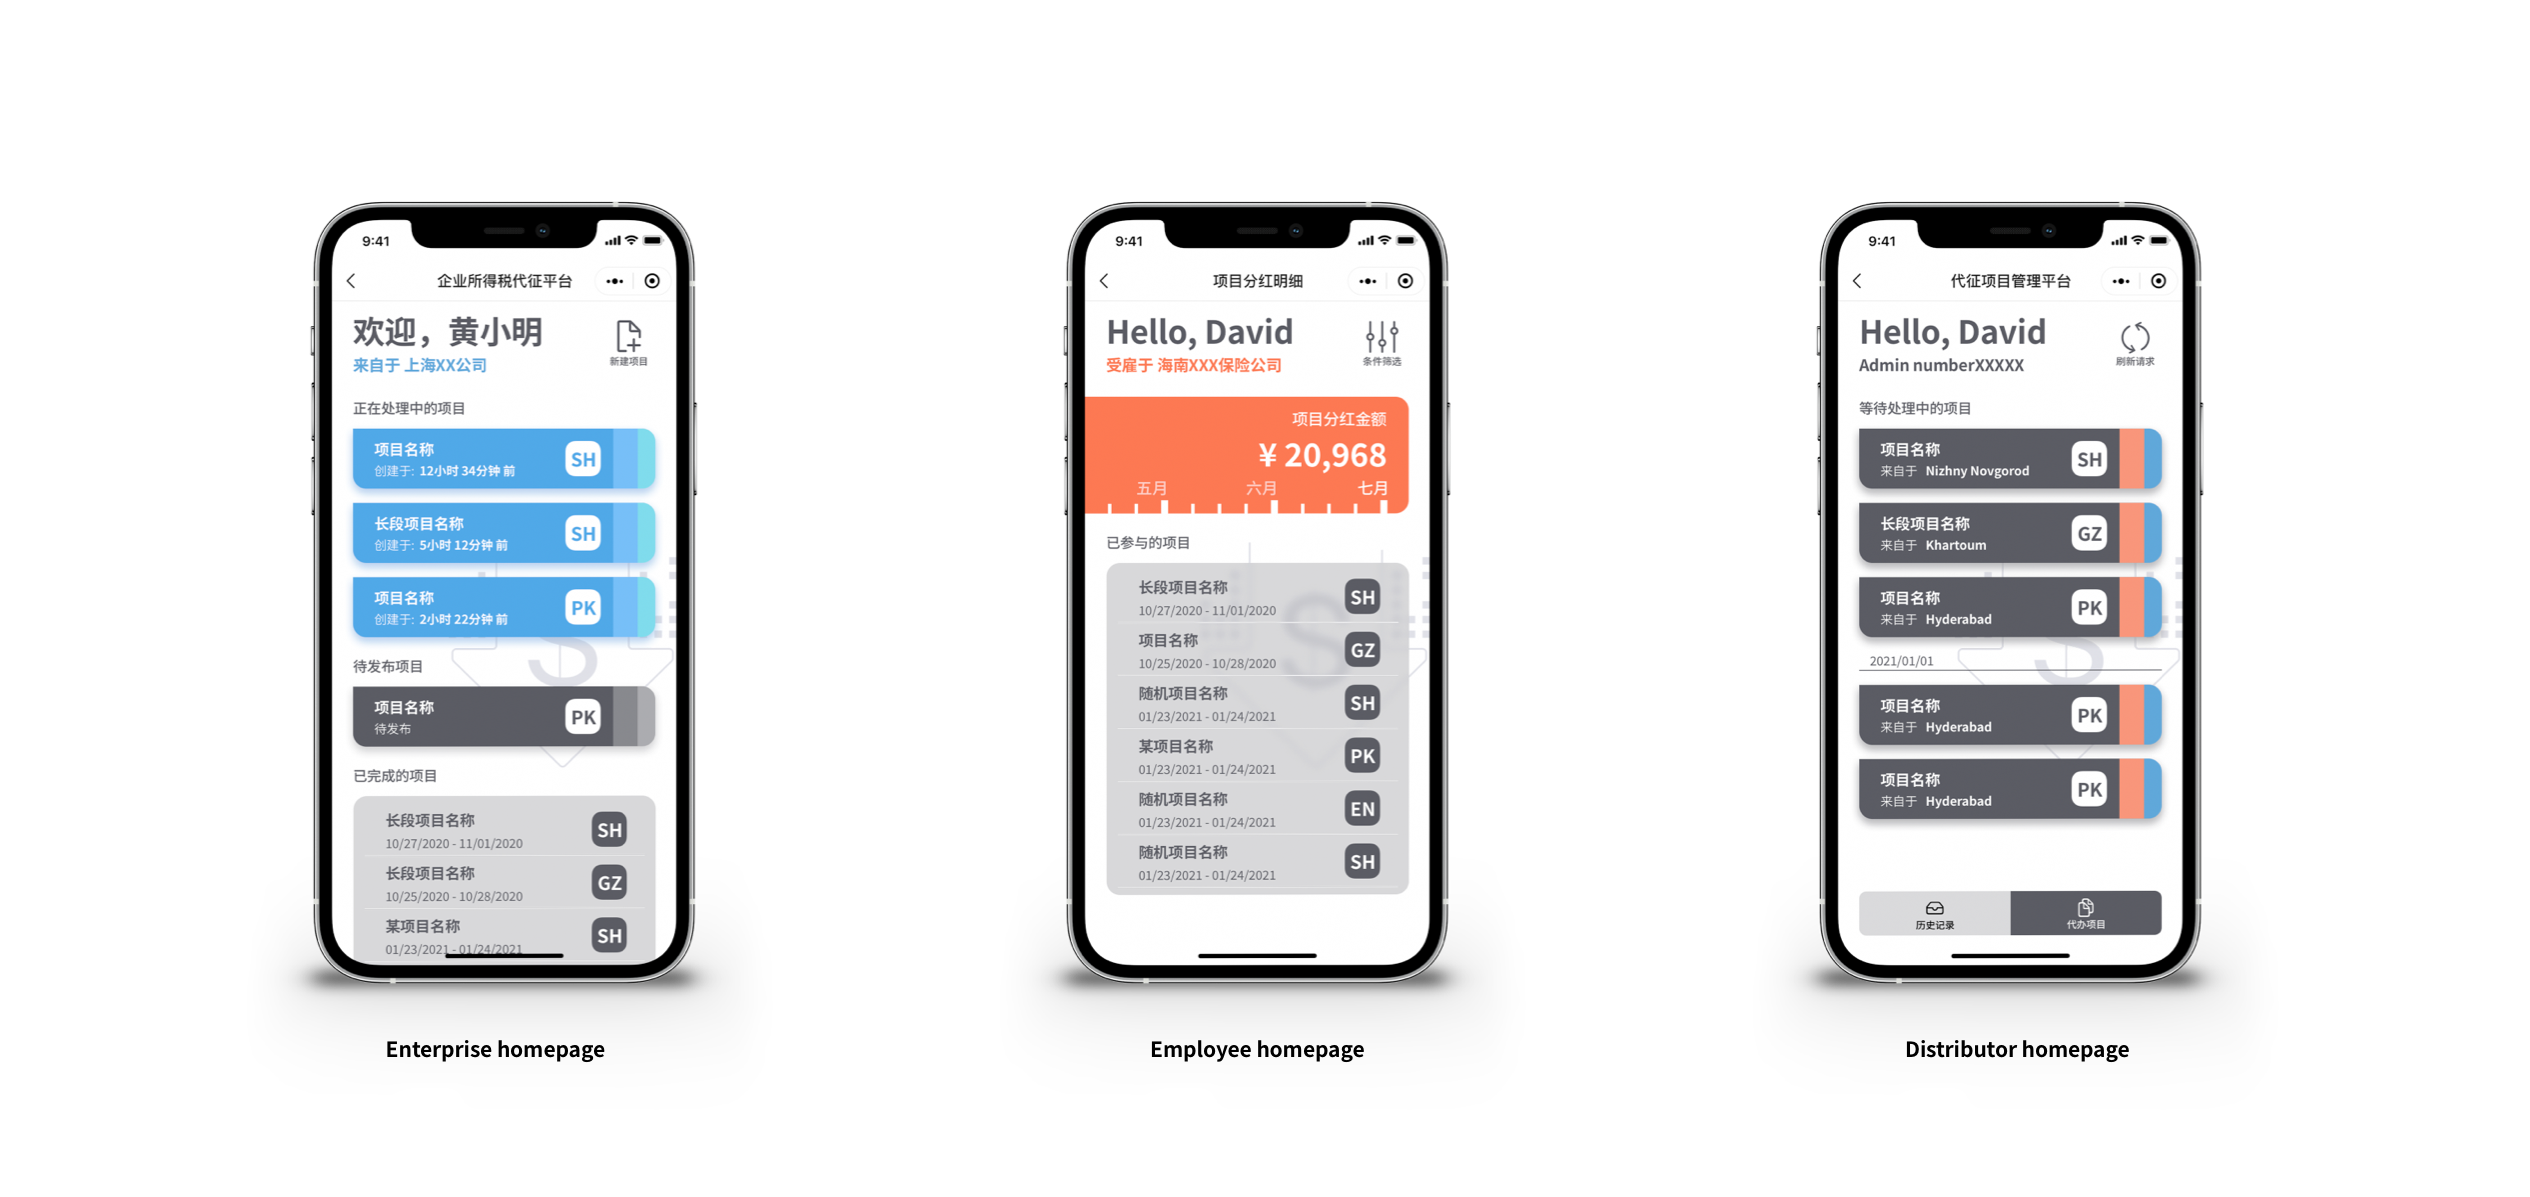 9:41
企业所得税代征平台
欢迎，黄小明
来自于 上海XX公司
新建项目
正在处理中的项目
项目名称
创建于: 12小时 34分钟 前
SH
长段项目名称
创建于: 5小时 12分钟 前
SH
项目名称
创建于: 2小时 22分钟 前
PK
待发布项目
项目名称
待发布
PK
已完成的项目
长段项目名称
10/27/2020 - 11/01/2020
SH
长段项目名称
10/25/2020 - 10/28/2020
GZ
某项目名称
01/23/2021 - 01/24/2021
SH
Enterprise homepage
9:41
项目分红明细
Hello, David
受雇于 海南XXX保险公司
条件筛选
项目分红金额
¥ 20,968
五月 六月 七月
已参与的项目
长段项目名称
10/27/2020 - 11/01/2020
SH
项目名称
10/25/2020 - 10/28/2020
GZ
随机项目名称
01/23/2021 - 01/24/2021
SH
某项目名称
01/23/2021 - 01/24/2021
PK
随机项目名称
01/23/2021 - 01/24/2021
EN
随机项目名称
01/23/2021 - 01/24/2021
SH
Employee homepage
9:41
代征项目管理平台
Hello, David
Admin numberXXXXX
刷新请求
等待处理中的项目
项目名称
来自于 Nizhny Novgorod
SH
长段项目名称
来自于 Khartoum
GZ
项目名称
来自于 Hyderabad
PK
2021/01/01
项目名称
来自于 Hyderabad
PK
项目名称
来自于 Hyderabad
PK
历史记录
代办项目
Distributor homepage